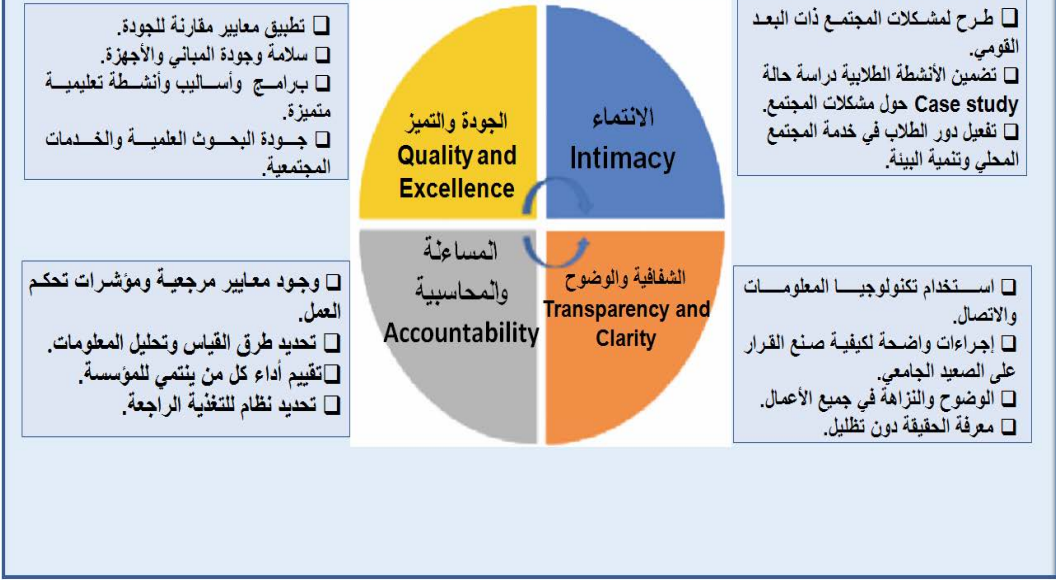 ❑ طرح لمشكلات المجتمع ذات البعد
القومي.
❑ تضمين الأنشطة الطلابية دراسة حالة
Case study حول مشكلات المجتمع.
❑ تفعيل دور الطلاب في خدمة المجتمع
المحلي وتنمية البيئة.
الانتماء
Intimacy
الجودة والتميز
Quality and
Excellence
❑ تطبيق معايير مقارنة للجودة.
❑ سلامة وجودة المباني والأجهزة.
❑ برامج وأساليب وأنشطة تعليمية
متميزة.
❑ جودة البحوث العلمية والخدمات
المجتمعية.
❑ استخدام تكنولوجيا المعلومات
والاتصال.
❑ إجراءات واضحة لكيفية صنع القرار
على الصعيد الجامعي.
❑ الوضوح والنزاهة في جميع الأعمال.
❑ معرفة الحقيقة دون تظليل.
الشفافية والوضوح
Transparency and
Clarity
المساءلة
والمحاسبية
Accountability
❑ وجود معايير مرجعية ومؤشرات تحكم
العمل.
❑ تحديد طرق القياس وتحليل المعلومات.
❑تقييم أداء كل من ينتمي للمؤسسة.
❑ تحديد نظام للتغذية الراجعة.